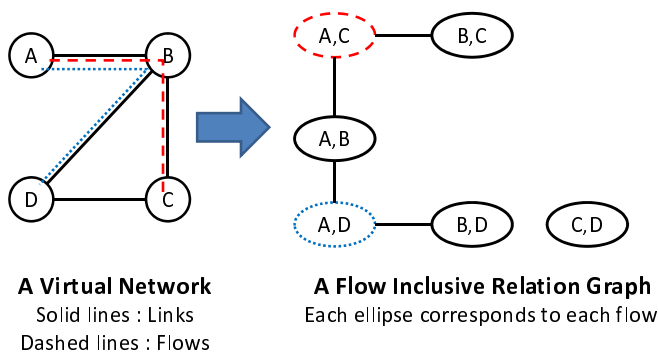 A
B
D
C
A,C
B,C
A,B
A,D
B,D
C,D
A Virtual Network
Solid lines : Links
Dashed lines : Flows
A Flow Inclusive Relation Graph
Each ellipse corresponds to each flow